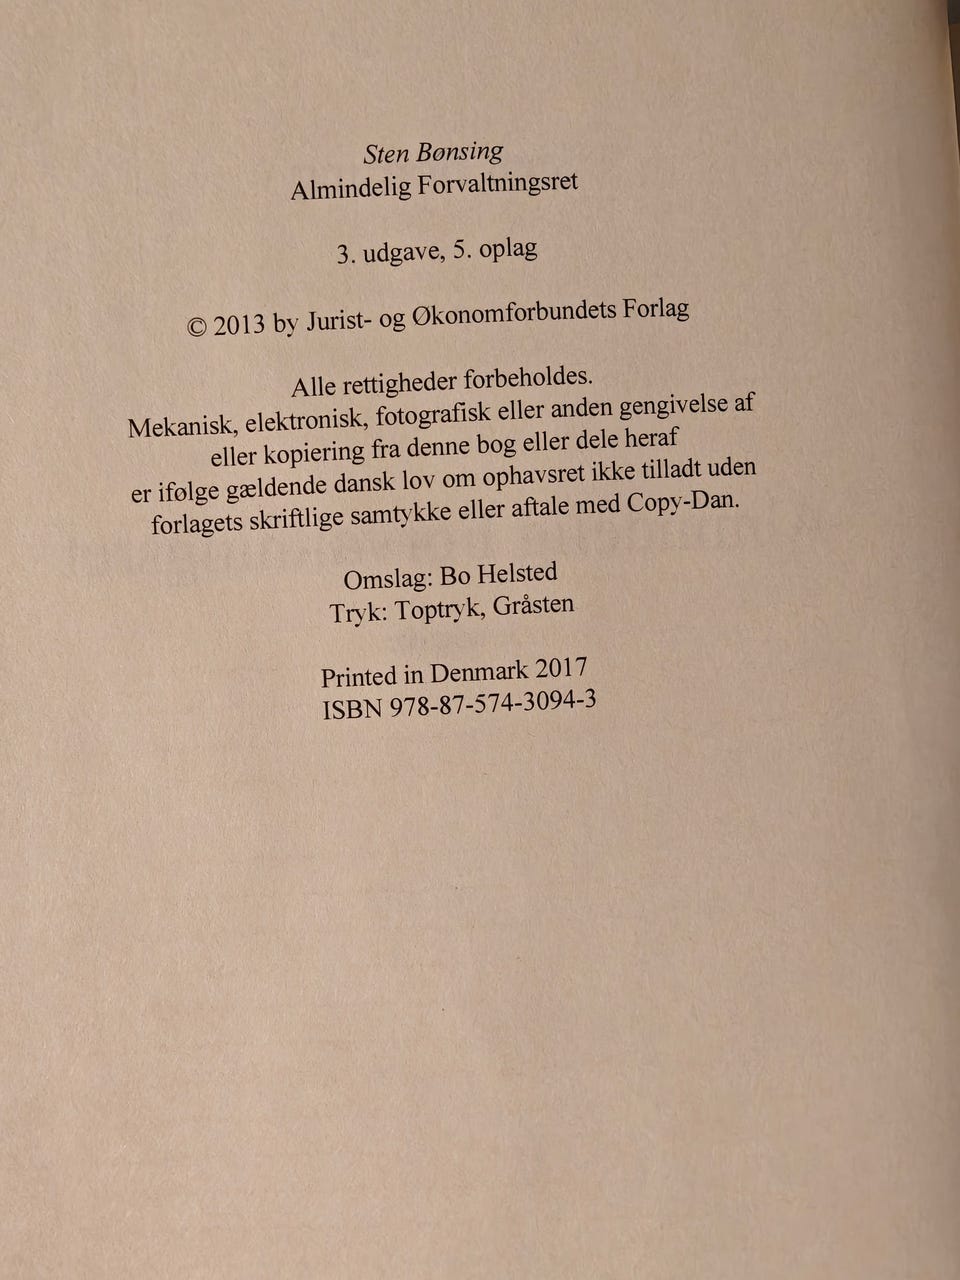 Sten Bønsing
Almindelig Forvaltningsret
3. udgave, 5. oplag
© 2013 by Jurist- og Økonomforbundets Forlag
Alle rettigheder forbeholdes.
Mekanisk, elektronisk, fotografisk eller anden gengivelse af
eller kopiering fra denne bog eller dele heraf
er ifølge gældende dansk lov om ophavsret ikke tilladt uden
forlagets skriftlige samtykke eller aftale med Copy-Dan.
Omslag: Bo Helsted
Tryk: Toptryk, Gråsten
Printed in Denmark 2017
ISBN 978-87-574-3094-3